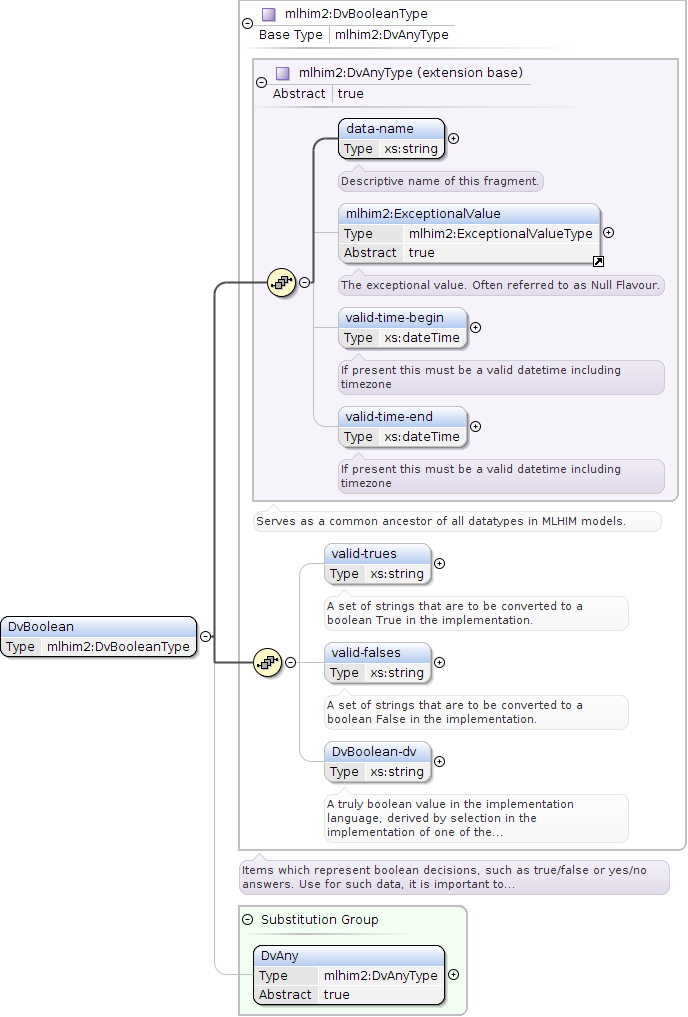 mlhim2:DvBooleanType
Base Type mlhim2:DvAnyType
mlhim2:DvAnyType (extension base)
Abstract true
data-name
Type xs:string
Descriptive name of this fragment.
mlhim2:ExceptionalValue
Type mlhim2:ExceptionalValueType
Abstract true
The exceptional value. Often referred to as Null Flavour.
valid-time-begin
Type xs:dateTime
If present this must be a valid datetime including
timezone
valid-time-end
Type xs:dateTime
If present this must be a valid datetime including
timezone
Serves as a common ancestor of all datatypes in MLHIM models.
valid-trues
Type xs:string
A set of strings that are to be converted to a
boolean True in the implementation.
DvBoolean
Type mlhim2:DvBooleanType
valid-falses
Type xs:string
A set of strings that are to be converted to a
boolean False in the implementation.
DvBoolean-dv
Type xs:string
A truly boolean value in the implementation
language, derived by selection in the
implementation of one of the...
Items which represent boolean decisions, such as true/false or yes/no
answers. Use for such data, it is important to...
Substitution Group
DvAny
Type mlhim2:DvAnyType
Abstract true